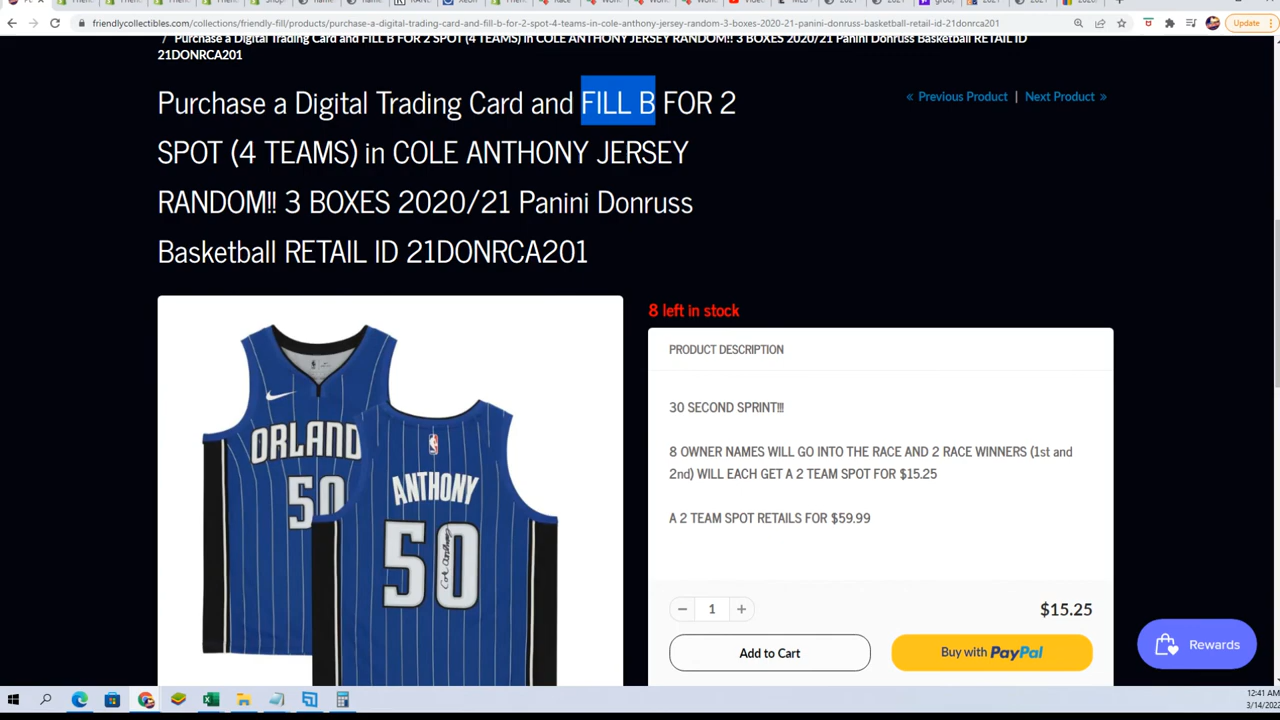 friendlycollectibles.com/collections/friendly-fill/products/purchase-a-digital-trading-card-and-fill-b-for-2-spot-4-teams-in-cole-anthony-jersey-random-3-boxes-2020-21-panini-donruss-basketball-retail-id-21donrca201
Update
/ Purchase a Digital Trading Card and FILL B FOR 2 SPOT (4 TEAMS) in COLE ANTHONY JERSEY RANDOM!! 3 BOXES 2020/21 Panini Donruss Basketball RETAIL ID
21DONRCA201
Purchase a Digital Trading Card and FILL B FOR 2
SPOT (4 TEAMS) in COLE ANTHONY JERSEY
RANDOM!! 3 BOXES 2020/21 Panini Donruss
Basketball RETAIL ID 21DONRCA201
« Previous Product | Next Product »
8 left in stock
PRODUCT DESCRIPTION
30 SECOND SPRINT!!!
8 OWNER NAMES WILL GO INTO THE RACE AND 2 RACE WINNERS (1st and
2nd) WILL EACH GET A 2 TEAM SPOT FOR $15.25
A 2 TEAM SPOT RETAILS FOR $59.99
ORLAND
50
ANTHONY
50
1
$15.25
Add to Cart
Buy with PayPal
Rewards
12:41 AM